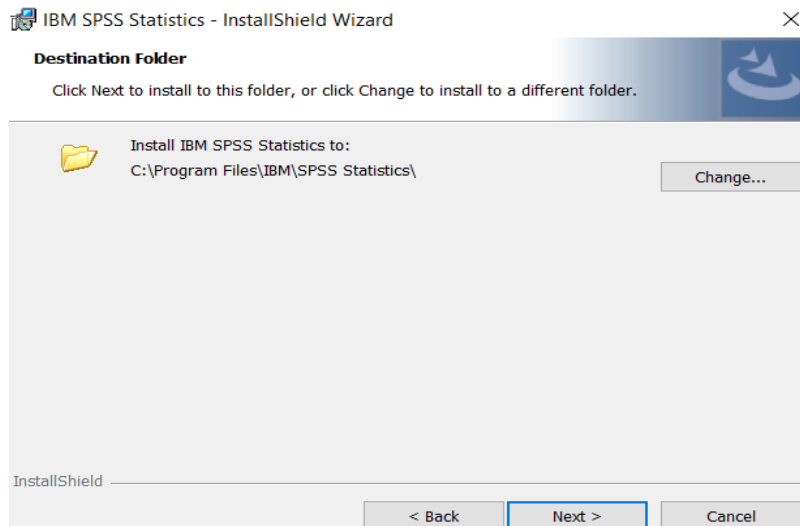 IBM SPSS Statistics - InstallShield Wizard
Destination Folder
Click Next to install to this folder, or click Change to install to a different folder.
Install IBM SPSS Statistics to:
C:\Program Files\IBM\SPSS Statistics\
Change...
InstallShield
< Back
Next >
Cancel